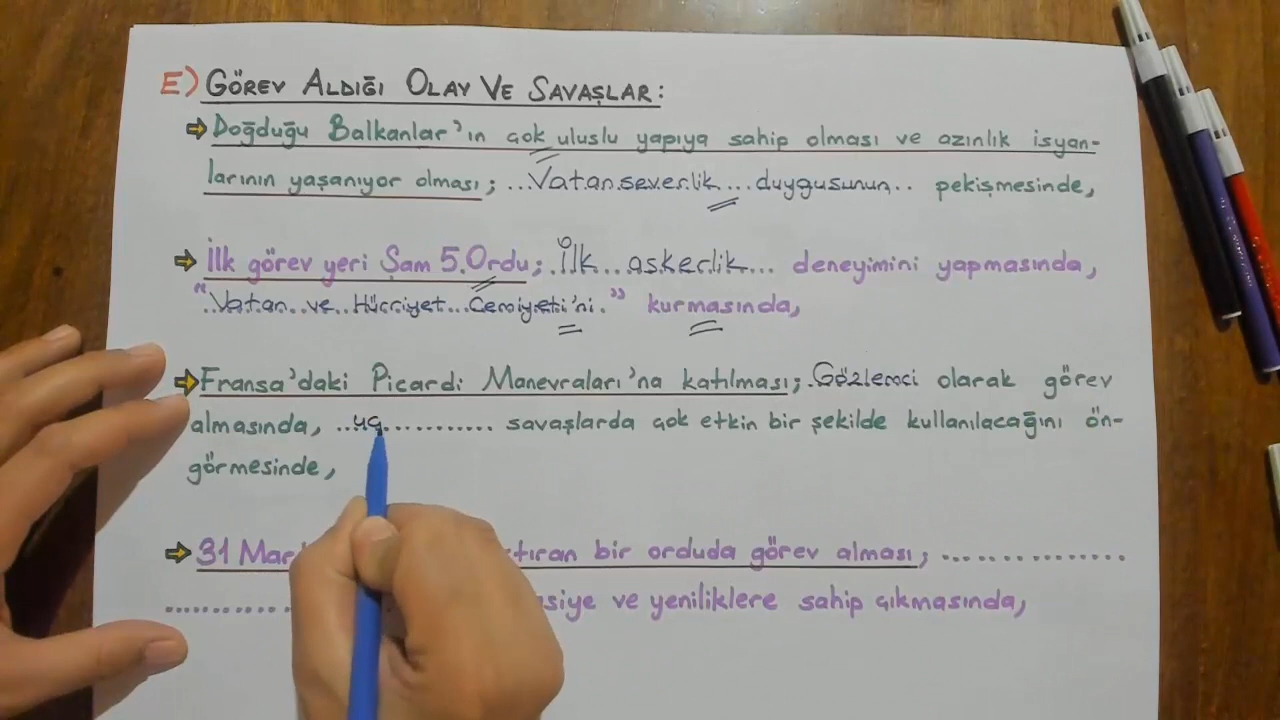 E) GÖREV ALDIĞI OLAY VE SAVAŞLAR:
Doğduğu Balkanlar'ın çok uluslu yapıya sahip olması ve azınlık isyan-
larının yaşanıyor olması; ...Vatanseverlik... duygusunun.. pekişmesinde,
İlk görev yeri Şam 5.Ordu; İlk...askerlik... deneyimini yapmasında,
"Vatan..ve..Hürriyet...Cemiyeti'ni." kurmasında,
Fransa'daki Picardi Manevraları'na katılması; .Gözlemci olarak görev
almasında, ..uç........... savaşlarda çok etkin bir şekilde kullanılacağını ön-
görmesinde,
31 bir orduda görev alması; ...............
............ ve yeniliklere sahip çıkmasında,